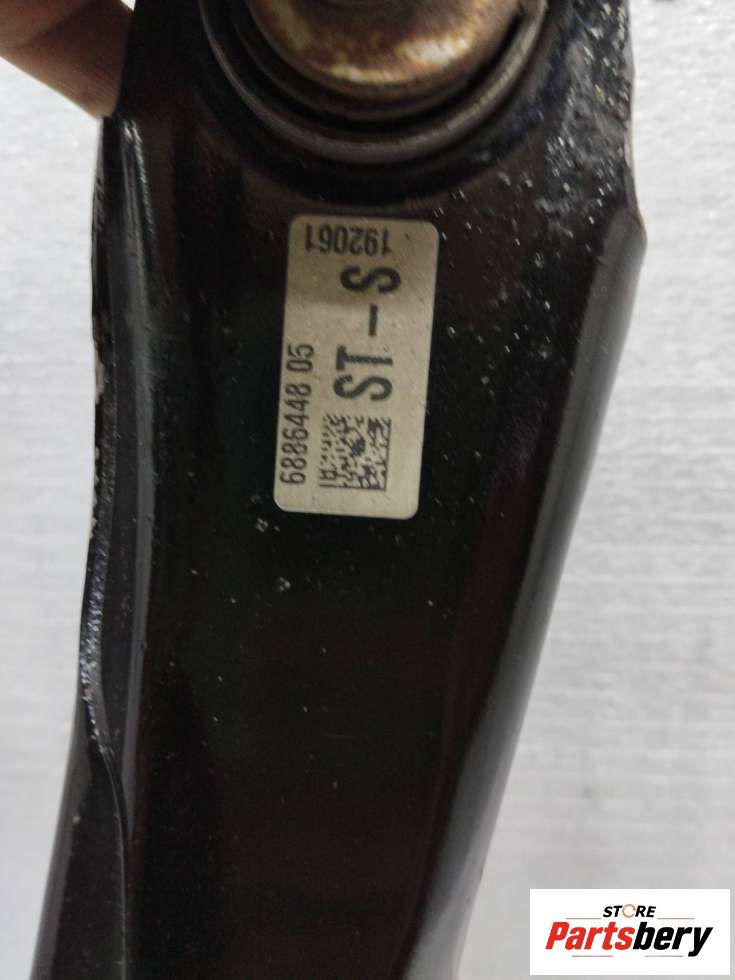 6886448 05
ST-S
192061
STORE
Partsbery